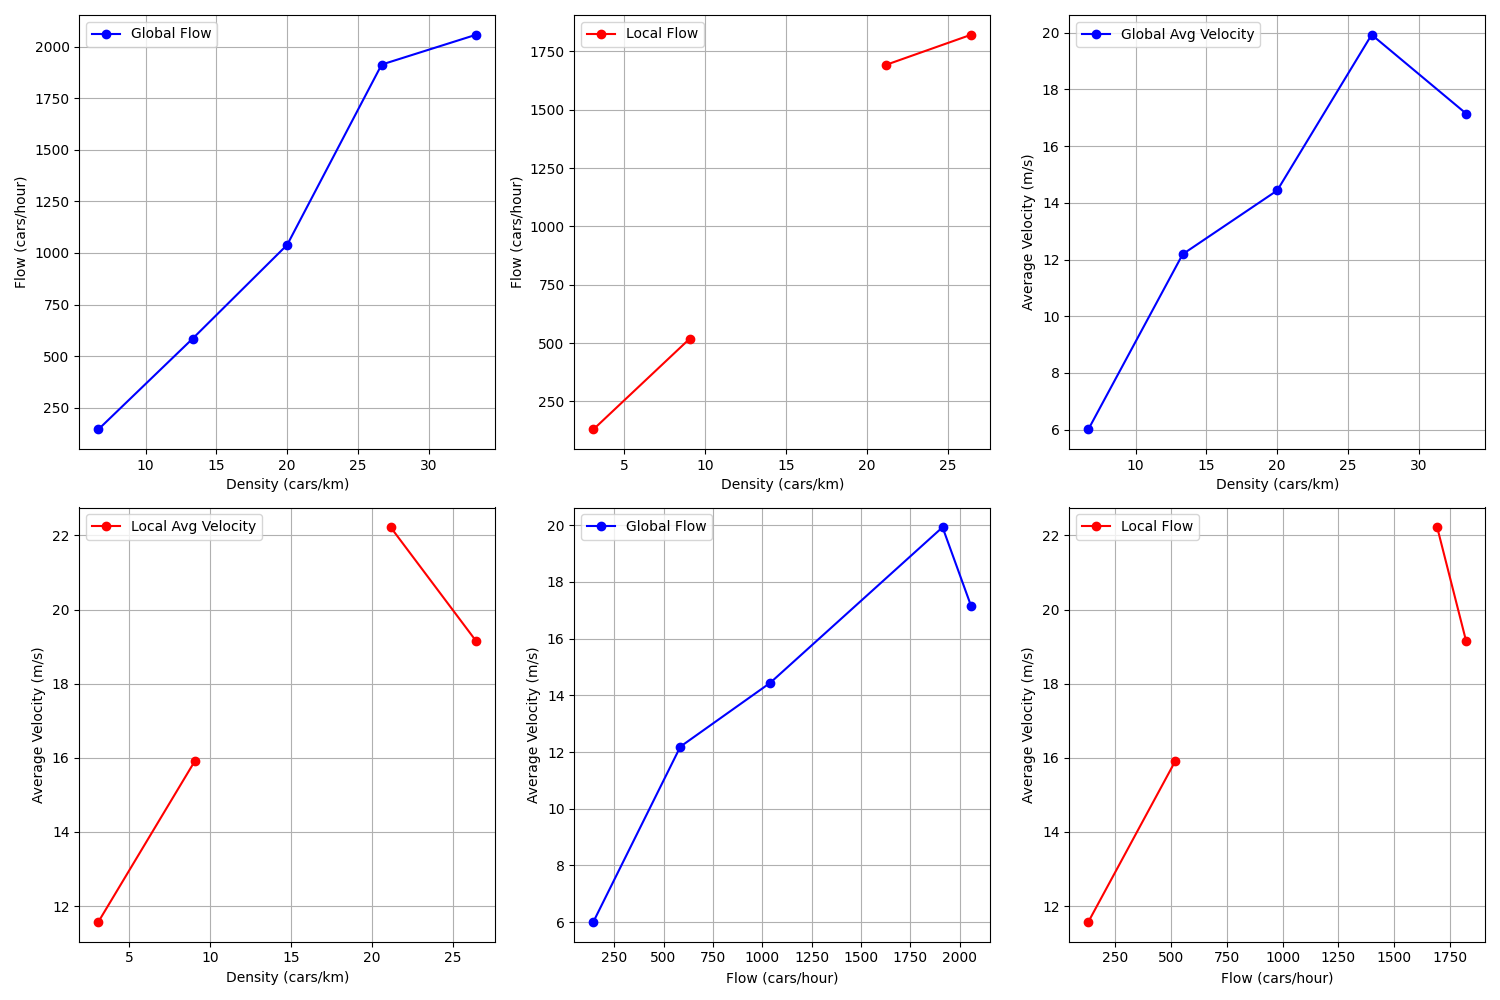 Global Flow
Flow (cars/hour)
2000
1750
1500
1250
1000
750
500
250
10 15 20 25 30
Density (cars/km)
Local Flow
Flow (cars/hour)
1750
1500
1250
1000
750
500
250
5 10 15 20 25
Density (cars/km)
Global Avg Velocity
Average Velocity (m/s)
20
18
16
14
12
10
8
6
10 15 20 25 30
Density (cars/km)
Local Avg Velocity
Average Velocity (m/s)
22
20
18
16
14
12
5 10 15 20 25
Density (cars/km)
Global Flow
Average Velocity (m/s)
20
18
16
14
12
10
8
6
250 500 750 1000 1250 1500 1750 2000
Flow (cars/hour)
Local Flow
Average Velocity (m/s)
22
20
18
16
14
12
250 500 750 1000 1250 1500 1750
Flow (cars/hour)